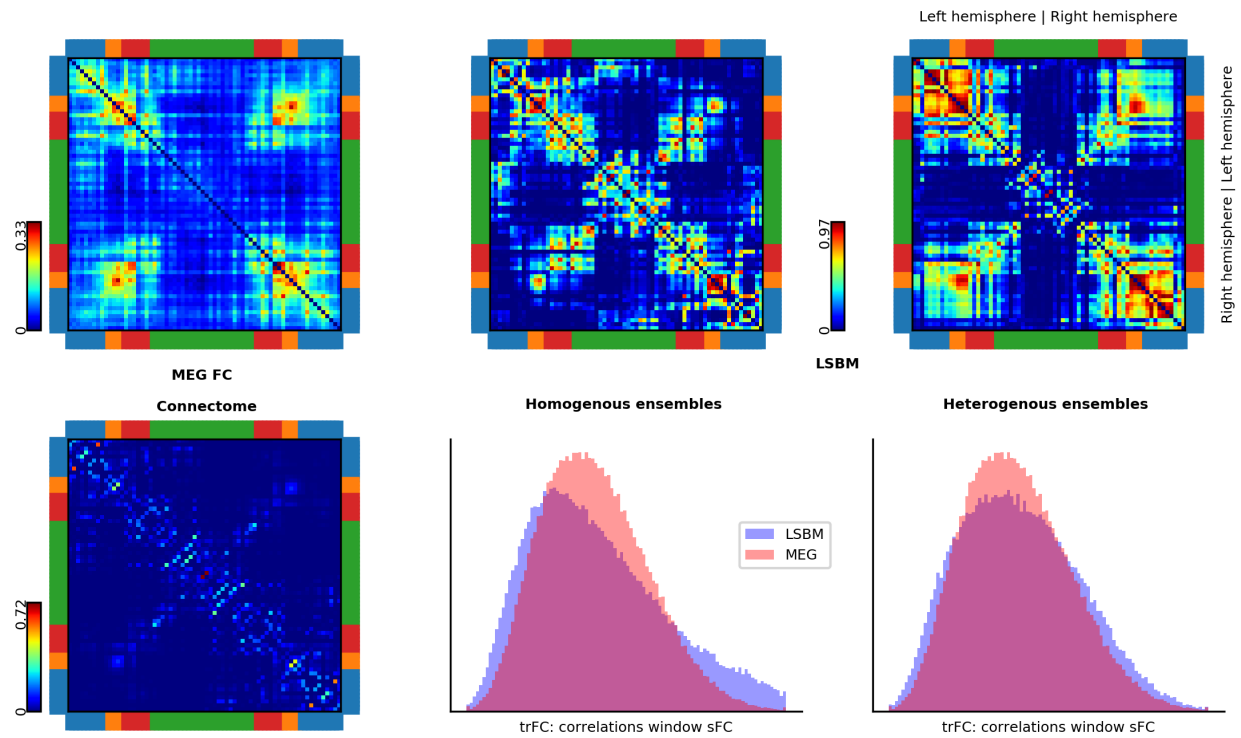 Left hemisphere | Right hemisphere
Right hemisphere | Left hemisphere
0.33
0
0.97
0
MEG FC
LSBM
Connectome
Homogenous ensembles
Heterogenous ensembles
0.72
0
LSBM
MEG
trFC: correlations window sFC
trFC: correlations window sFC